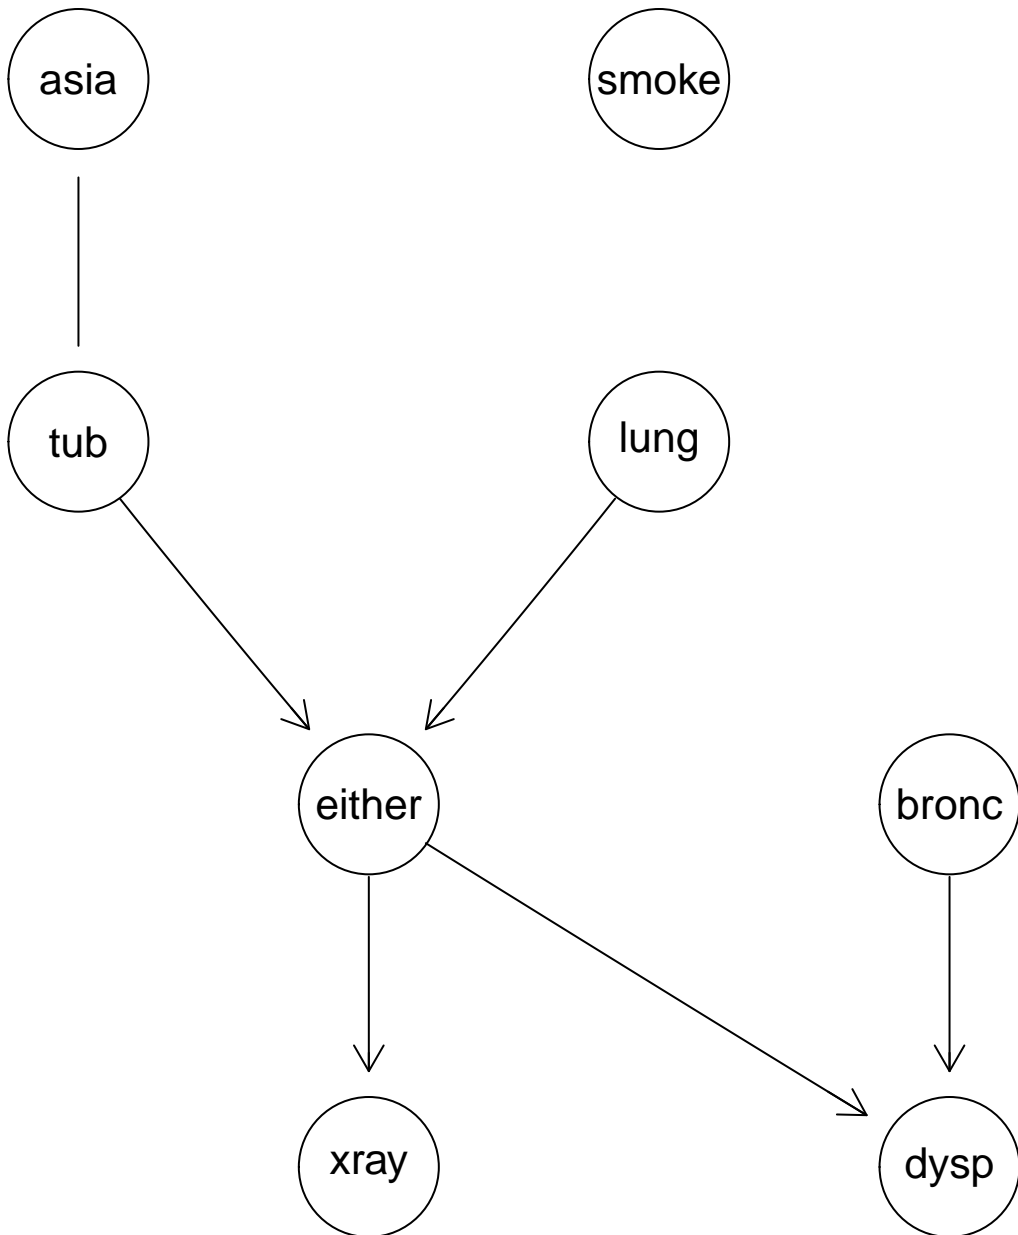 asia
smoke
tub
lung
either
bronc
xray
dysp